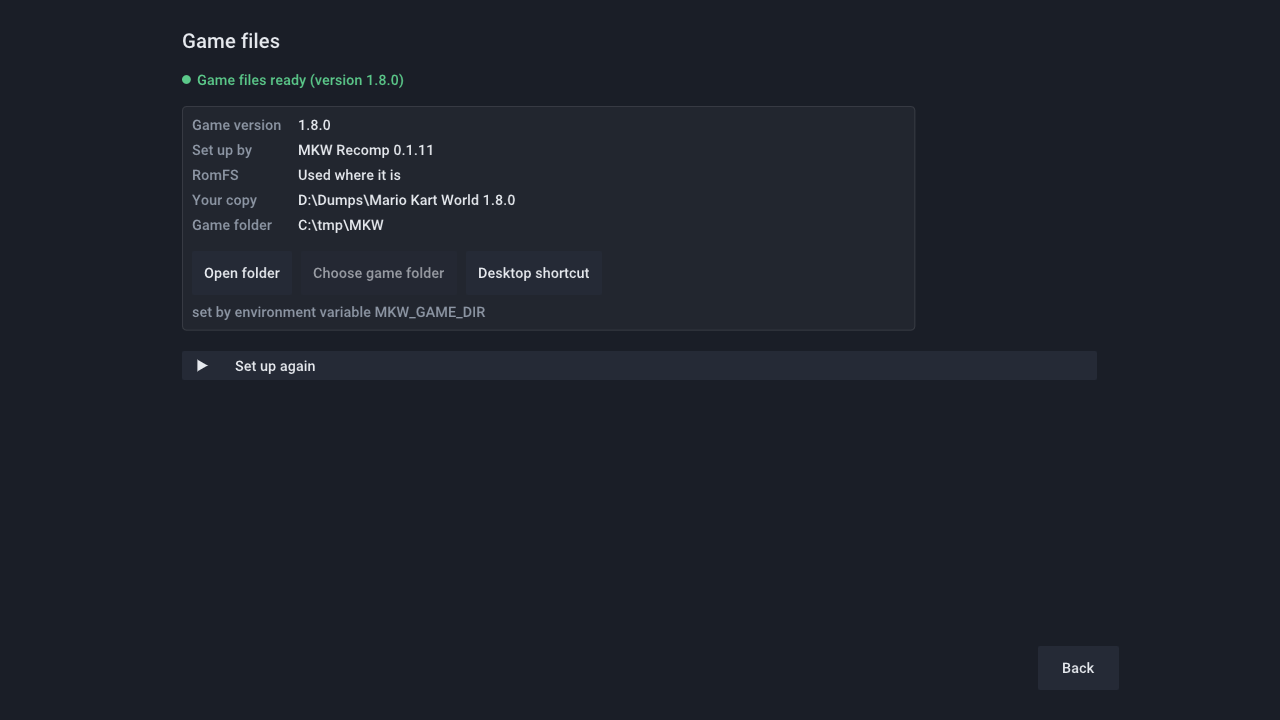 Game files
Game files ready (version 1.8.0)
Game version 1.8.0
Set up by MKW Recomp 0.1.11
RomFS Used where it is
Your copy D:\Dumps\Mario Kart World 1.8.0
Game folder C:\tmp\MKW
Open folder Choose game folder Desktop shortcut
set by environment variable MKW_GAME_DIR
Set up again
Back